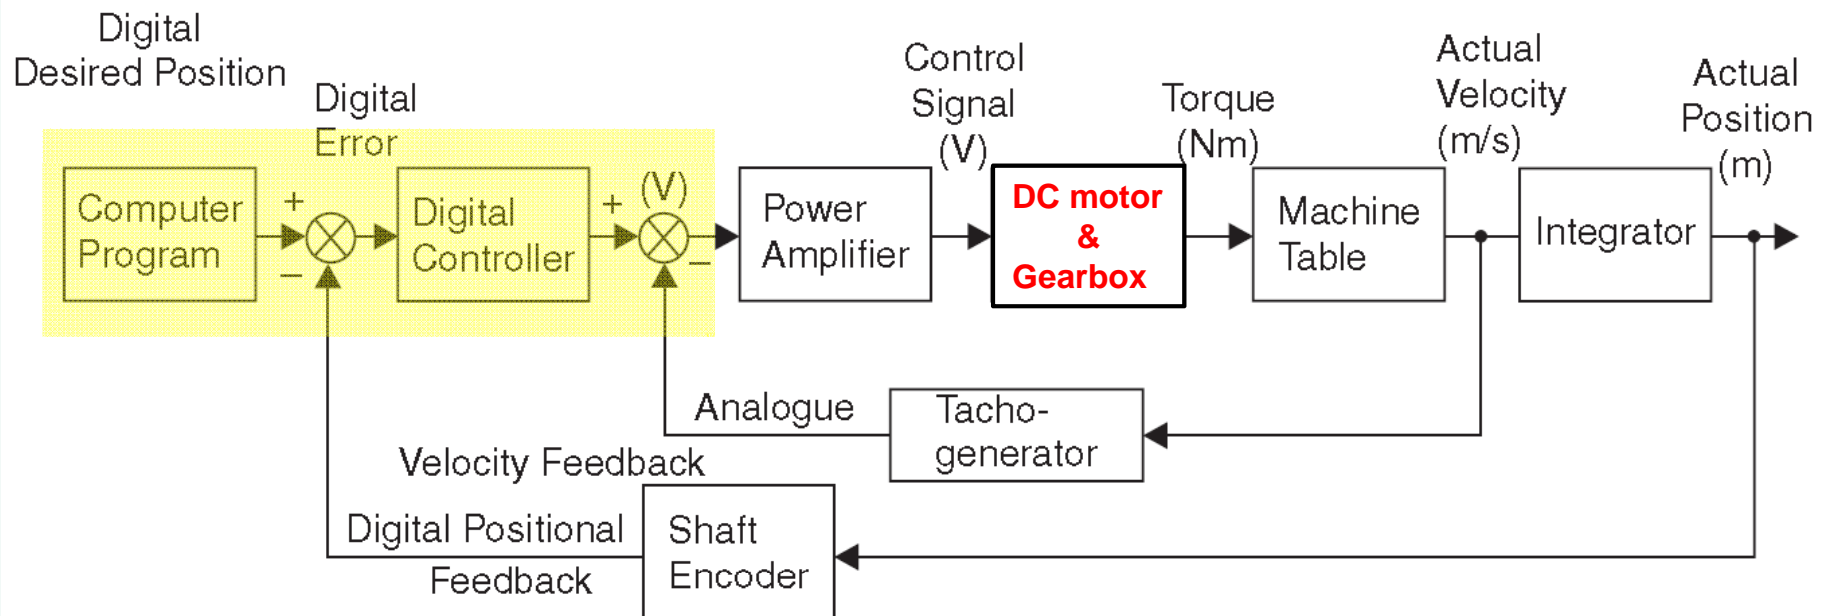 Digital
Desired Position
Digital
Error
Control
Signal
(V)
Torque
(Nm)
Actual
Velocity
(m/s)
Actual
Position
(m)
Computer
Program
+
−
Digital
Controller
+
(V)
−
Power
Amplifier
DC motor
&
Gearbox
Machine
Table
Integrator
Analogue
Tacho-
generator
Velocity Feedback
Digital Positional
Feedback
Shaft
Encoder